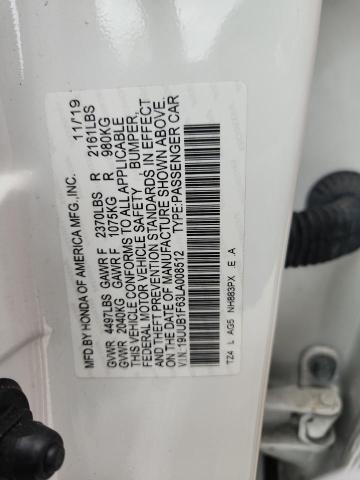 MFD. BY HONDA OF AMERICA MFG.,INC. 11/19
GVWR 4497LBS GAWR F 2370LBS R 2161LBS
GVWR 2040KG GAWR F 1075KG R 980KG
THIS VEHICLE CONFORMS TO ALL APPLICABLE
FEDERAL MOTOR VEHICLE SAFETY, BUMPER,
AND THEFT PREVENTION STANDARDS IN EFFECT
ON THE DATE OF MANUFACTURE SHOWN ABOVE.
V.I.N: 19UUB1F63LA008512 TYPE:PASSENGER CAR
TZ4 L AG5 NH883PX E .A